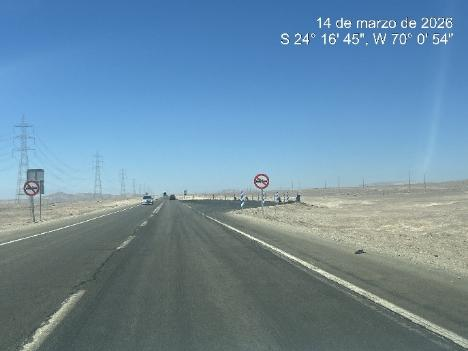 14 de marzo de 2026
S 24° 16' 45", W 70° 0' 54"